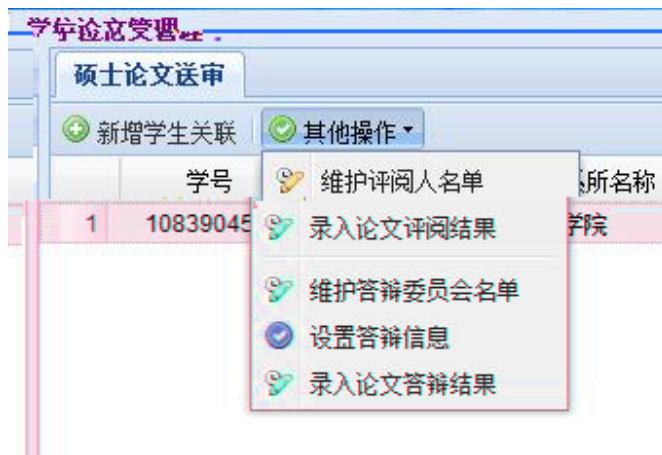 学位论文管理
硕士论文送审
新增学生关联 其他操作
学号 所名称
维护评阅人名单
1 10839045 学院
录入论文评阅结果
维护答辩委员会名单
设置答辩信息
录入论文答辩结果